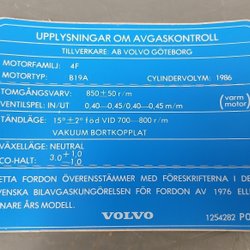 UPPLYSNINGAR OM AVGASKONTROLL
TILLVERKARE: AB VOLVO GÖTEBORG
MOTORFAMILJ: 4F
MOTORTYP: B19A CYLINDERVOLYM: 1986
TOMGÅNGSVARV: 850±50 r/m
VENTILSPEL: IN/UT 0.40-0.45/0.40-0.45 m/m (varm motor
TÄNDLÄGE: 15°±2° föd VID 700-800 r/m
VAKUUM BORTKOPPLAT
VÄXELLÄGE: NEUTRAL
CO-HALT: 3.0 +1.0 -1.0
ETTA FORDON ÖVERENSSTÄMMER MED FÖRESKRIFTERNA I DE
VENSKA BILAVGASKUNGÖRELSEN FÖR FORDON AV 1976 ELL
NARE ÅRS MODELL.
VOLVO 1254282